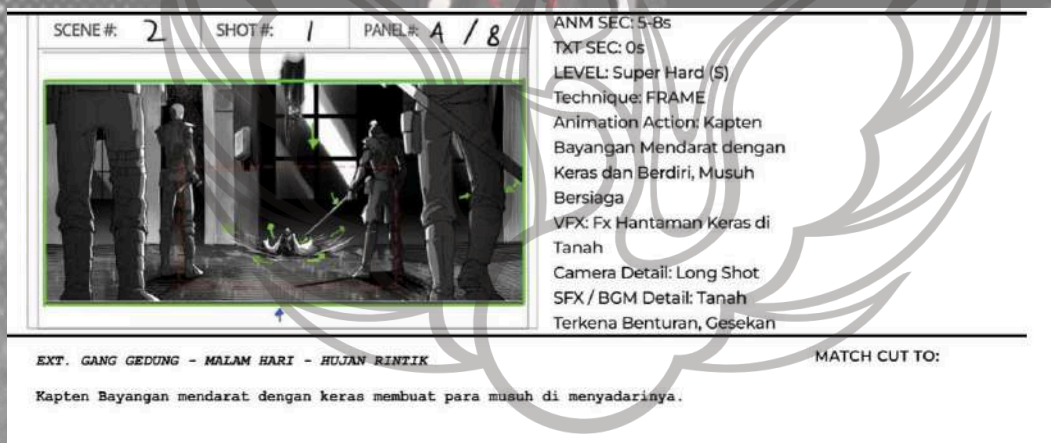 SCENE #: 2 SHOT #: 1 PANEL #: A / 8
ANM SEC: 5-8s
TXT SEC: 0s
LEVEL: Super Hard (S)
Technique: FRAME
Animation Action: Kapten
Bayangan Mendarat dengan
Keras dan Berdiri, Musuh
Bersiaga
VFX: Fx Hantaman Keras di
Tanah
Camera Detail: Long Shot
SFX / BGM Detail: Tanah
Terkena Benturan, Gesekan
EXT. GANG GEDUNG - MALAM HARI - HUJAN RINTIK
MATCH CUT TO:
Kapten Bayangan mendarat dengan keras membuat para musuh di menyadarinya.